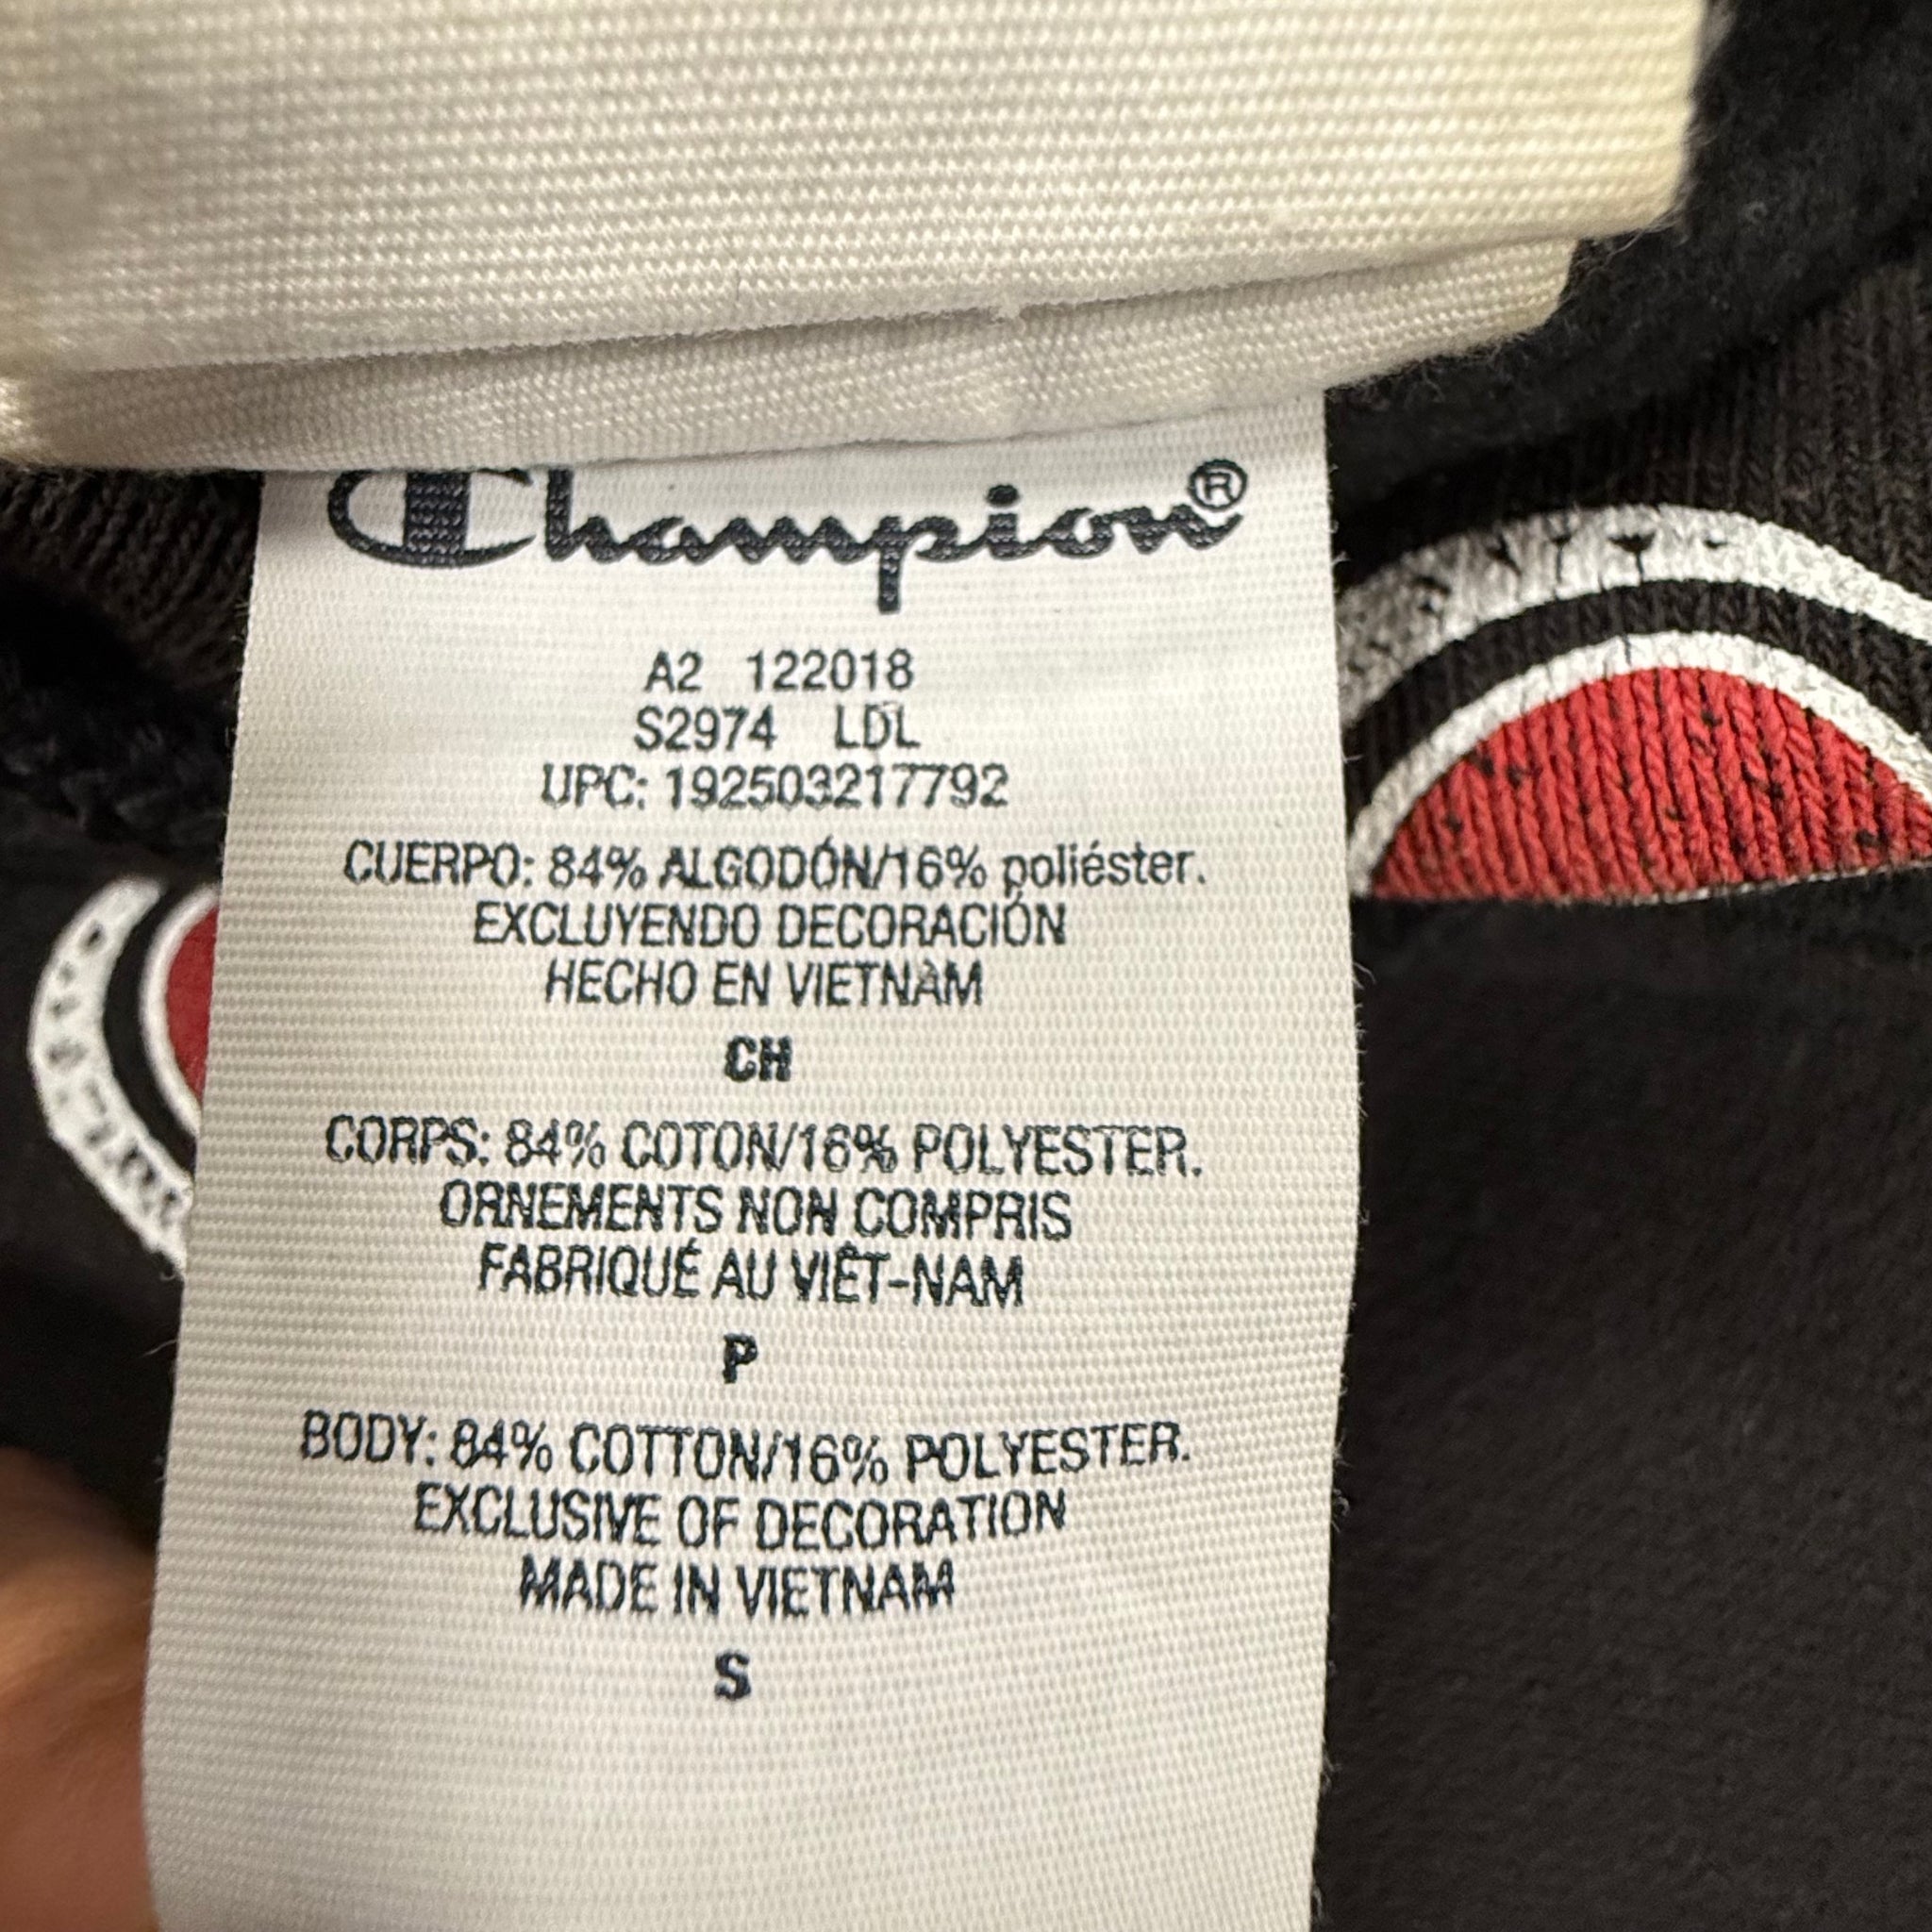 Champion®
A2 122018
S2974 LDL
UPC: 192503217792
CUERPO: 84% ALGODÓN/16% poliéster.
EXCLUYENDO DECORACIÓN
HECHO EN VIETNAM
CH
CORPS: 84% COTON/16% POLYESTER.
ORNEMENTS NON COMPRIS
FABRIQUÉ AU VIÊT-NAM
P
BODY: 84% COTTON/16% POLYESTER.
EXCLUSIVE OF DECORATION
MADE IN VIETNAM
S